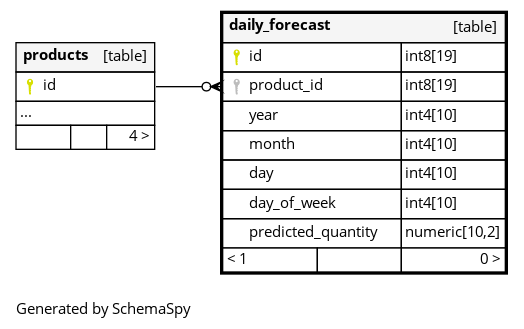 products [table]
id
...
4 >
daily_forecast [table]
id int8[19]
product_id int8[19]
year int4[10]
month int4[10]
day int4[10]
day_of_week int4[10]
predicted_quantity numeric[10,2]
< 1 0 >
Generated by SchemaSpy